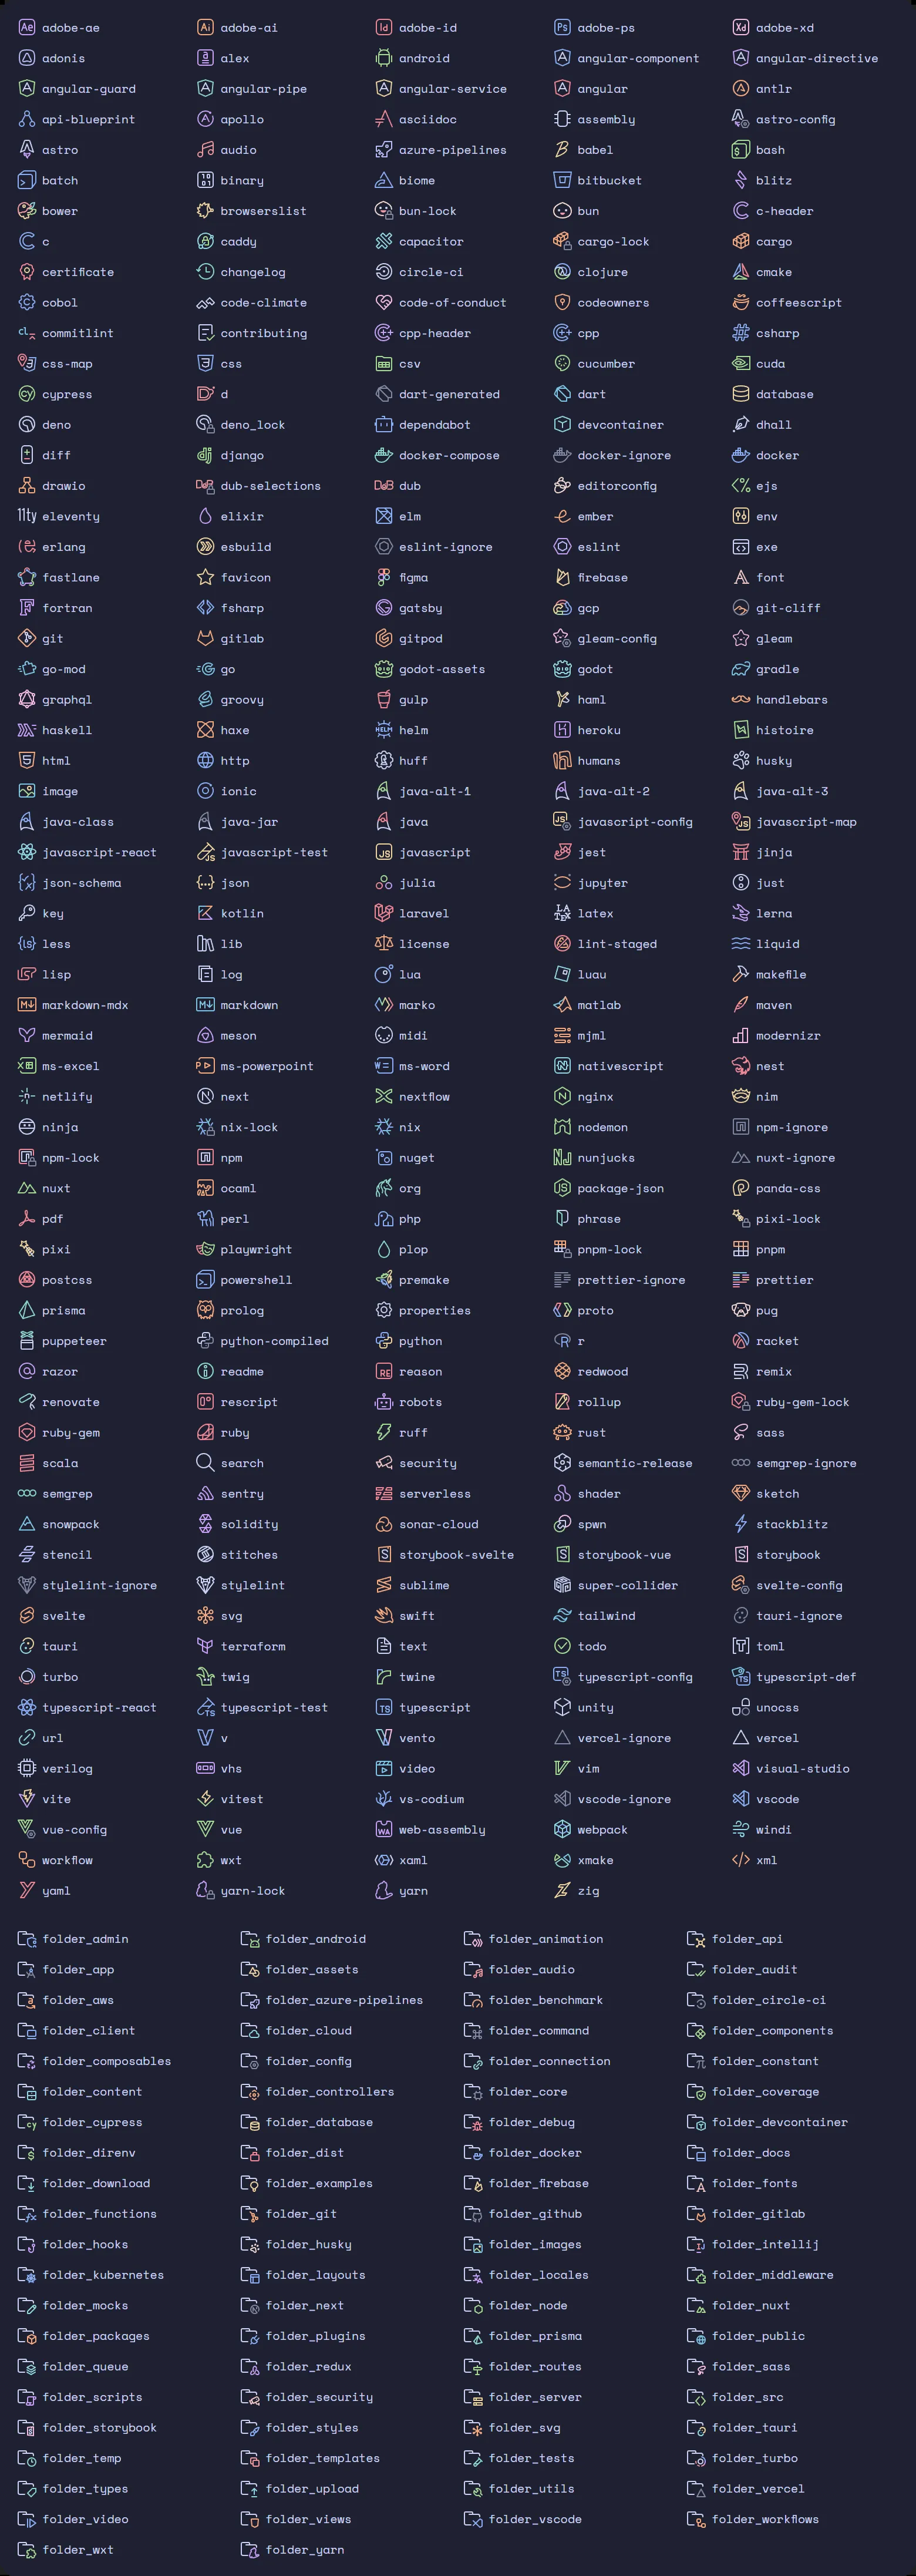 adobe-ae adobe-ai adobe-id adobe-ps adobe-xd
adonis alex android angular-component angular-directive
angular-guard angular-pipe angular-service angular antlr
api-blueprint apollo asciidoc assembly astro-config
astro audio azure-pipelines babel bash
batch binary biome bitbucket blitz
bower browserslist bun-lock bun c-header
c caddy capacitor cargo-lock cargo
certificate changelog circle-ci clojure cmake
cobol code-climate code-of-conduct codeowners coffeescript
commitlint contributing cpp-header cpp csharp
css-map css csv cucumber cuda
cypress d dart-generated dart database
deno deno_lock dependabot devcontainer dhall
diff django docker-compose docker-ignore docker
drawio dub-selections dub editorconfig ejs
eleventy elixir elm ember env
erlang esbuild eslint-ignore eslint exe
fastlane favicon figma firebase font
fortran fsharp gatsby gcp git-cliff
git gitlab gitpod gleam-config gleam
go-mod go godot-assets godot gradle
graphql groovy gulp haml handlebars
haskell haxe helm heroku histoire
html http huff humans husky
image ionic java-alt-1 java-alt-2 java-alt-3
java-class java-jar java javascript-config javascript-map
javascript-react javascript-test javascript jest jinja
json-schema json julia jupyter just
key kotlin laravel latex lerna
less lib license lint-staged liquid
lisp log lua luau makefile
markdown-mdx markdown marko matlab maven
mermaid meson midi mjml modernizr
ms-excel ms-powerpoint ms-word nativescript nest
netlify next nextflow nginx nim
ninja nix-lock nix nodemon npm-ignore
npm-lock npm nuget nunjucks nuxt-ignore
nuxt ocaml org package-json panda-css
pdf perl php phrase pixi-lock
pixi playwright plop pnpm-lock pnpm
postcss powershell premake prettier-ignore prettier
prisma prolog properties proto pug
puppeteer python-compiled python r racket
razor readme reason redwood remix
renovate rescript robots rollup ruby-gem-lock
ruby-gem ruby ruff rust sass
scala search security semantic-release semgrep-ignore
semgrep sentry serverless shader sketch
snowpack solidity sonar-cloud spwn stackblitz
stencil stitches storybook-svelte storybook-vue storybook
stylelint-ignore stylelint sublime super-collider svelte-config
svelte svg swift tailwind tauri-ignore
tauri terraform text todo toml
turbo twig twine typescript-config typescript-def
typescript-react typescript-test typescript unity unocss
url v vento vercel-ignore vercel
verilog vhs video vim visual-studio
vite vitest vs-codium vscode-ignore vscode
vue-config vue web-assembly webpack windi
workflow wxt xaml xmake xml
yaml yarn-lock yarn zig
folder_admin folder_android folder_animation folder_api
folder_app folder_assets folder_audio folder_audit
folder_aws folder_azure-pipelines folder_benchmark folder_circle-ci
folder_client folder_cloud folder_command folder_components
folder_composables folder_config folder_connection folder_constant
folder_content folder_controllers folder_core folder_coverage
folder_cypress folder_database folder_debug folder_devcontainer
folder_direnv folder_dist folder_docker folder_docs
folder_download folder_examples folder_firebase folder_fonts
folder_functions folder_git folder_github folder_gitlab
folder_hooks folder_husky folder_images folder_intellij
folder_kubernetes folder_layouts folder_locales folder_middleware
folder_mocks folder_next folder_node folder_nuxt
folder_packages folder_plugins folder_prisma folder_public
folder_queue folder_redux folder_routes folder_sass
folder_scripts folder_security folder_server folder_src
folder_storybook folder_styles folder_svg folder_tauri
folder_temp folder_templates folder_tests folder_turbo
folder_types folder_upload folder_utils folder_vercel
folder_video folder_views folder_vscode folder_workflows
folder_wxt folder_yarn